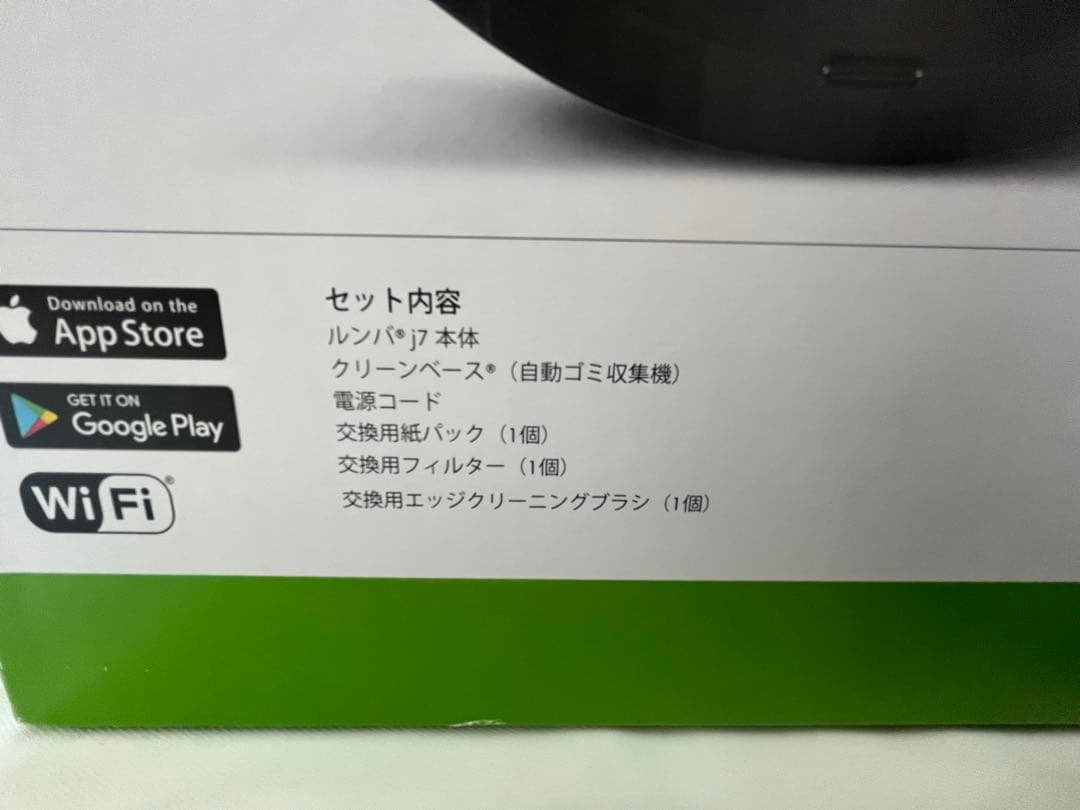 Download on the
App Store
GET IT ON
Google Play
Wi Fi®
セット内容
ルンバ® j7 本体
クリーンベース®（自動ゴミ収集機）
電源コード
交換用紙パック（1個）
交換用フィルター（1個）
交換用エッジクリーニングブラシ（1個）